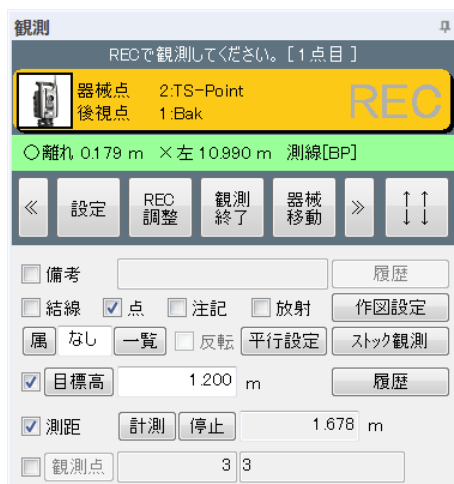 観測
RECで観測してください。[1点目]
器械点 2:TS-Point
後視点 1:Bak
REC
○離れ 0.179 m ×左 10.990 m 測線[BP]
≪ 設定 REC調整 観測終了 器械移動 ≫ ↑↑↓↓
備考 履歴
結線 点 注記 放射 作図設定
属 なし 一覧 反転 平行設定 ストック観測
目標高 1.200 m 履歴
測距 計測 停止 1.678 m
観測点 3 3